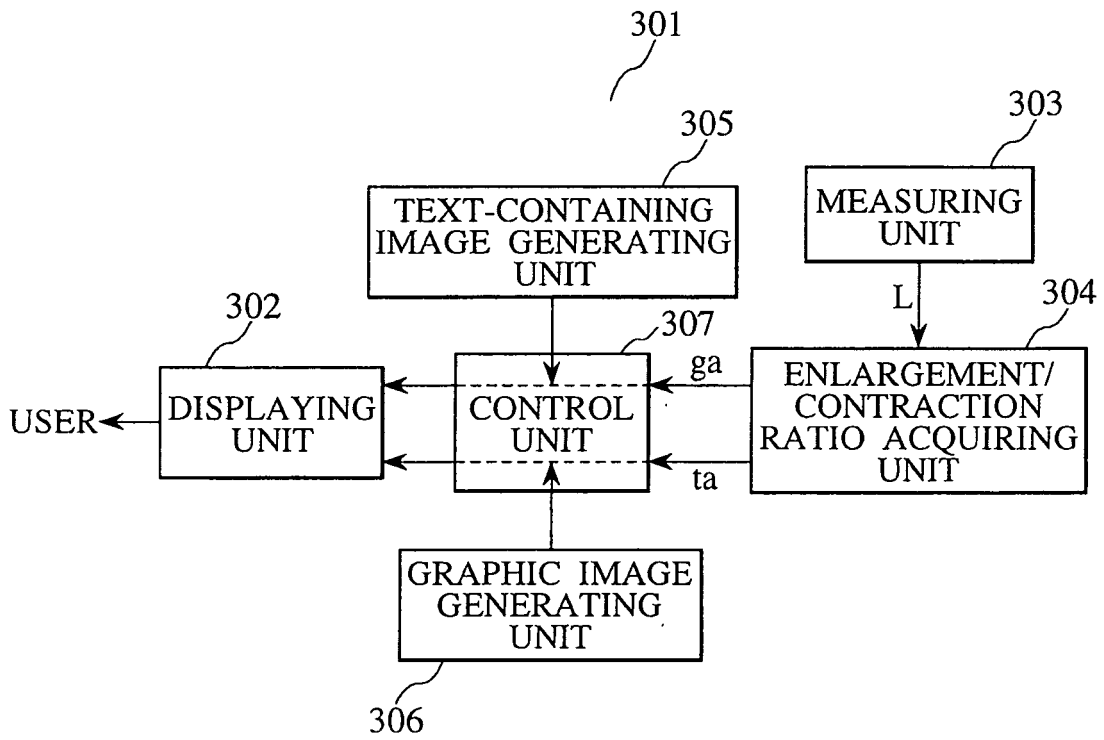 301
305
303
TEXT-CONTAINING
IMAGE GENERATING
UNIT
MEASURING
UNIT
L
304
302
307
ga
ENLARGEMENT/
CONTRACTION
RATIO ACQUIRING
UNIT
USER
DISPLAYING
UNIT
CONTROL
UNIT
ta
GRAPHIC IMAGE
GENERATING
UNIT
306